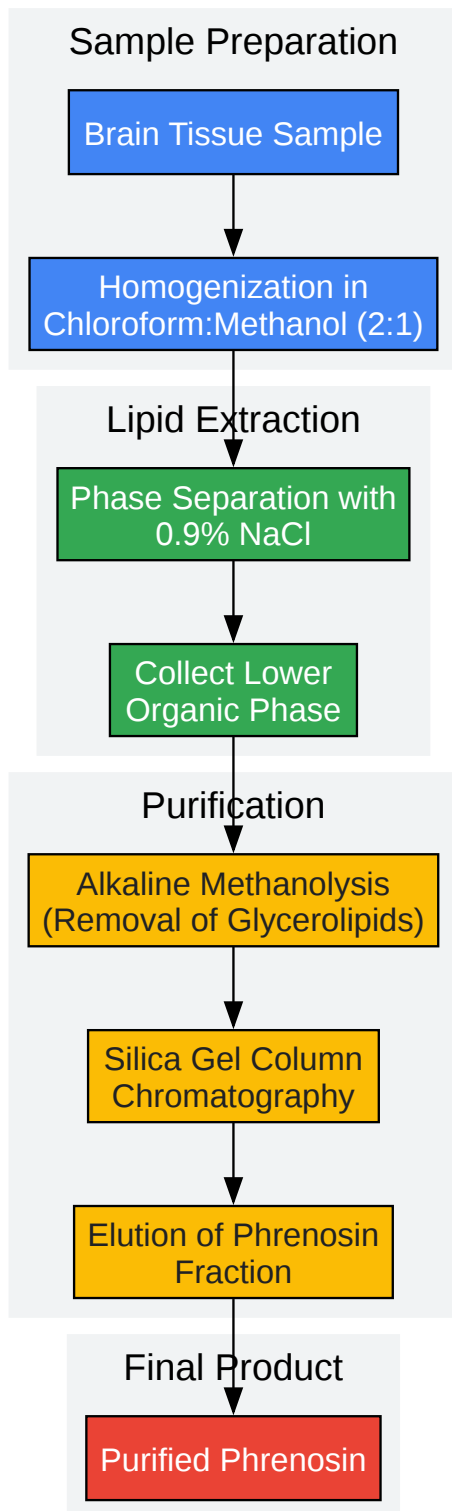 Sample Preparation
Brain Tissue Sample
Homogenization in
Chloroform:Methanol (2:1)
Lipid Extraction
Phase Separation with
0.9% NaCl
Collect Lower
Organic Phase
Purification
Alkaline Methanolysis
(Removal of Glycerolipids)
Silica Gel Column
Chromatography
Elution of Phrenosin
Fraction
Final Product
Purified Phrenosin